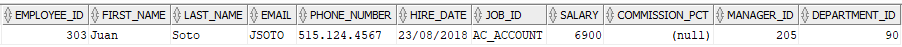 EMPLOYEE_ID FIRST_NAME LAST_NAME EMAIL PHONE_NUMBER HIRE_DATE JOB_ID SALARY COMMISSION_PCT MANAGER_ID DEPARTMENT_ID
303 Juan Soto JSOTO 515.124.4567 23/08/2018 AC_ACCOUNT 6900 (null) 205 90